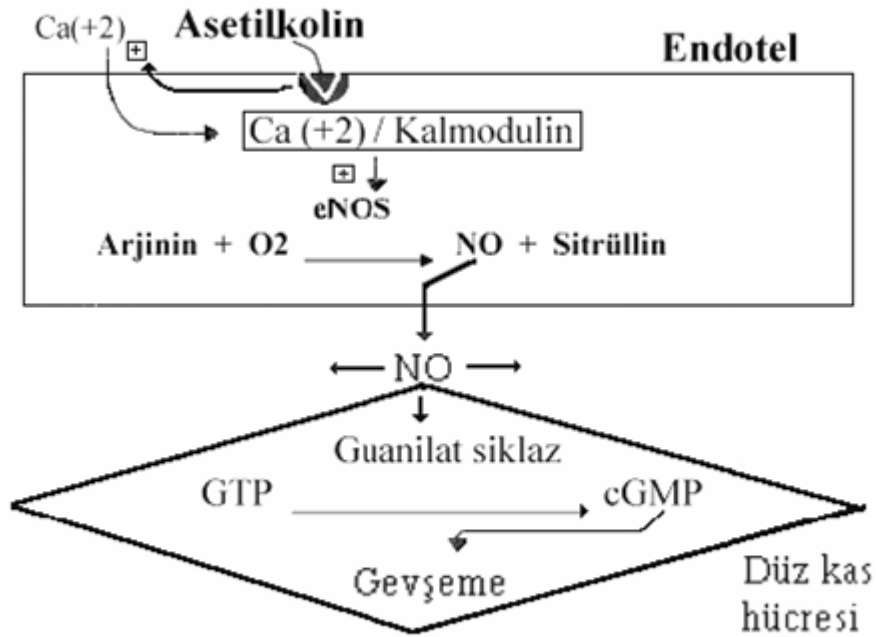 Ca(+2) Asetilkolin
Endotel
+
Ca (+2) / Kalmodulin
+
eNOS
Arjinin + O2 NO + Sitrüllin
NO
Guanilat siklaz
GTP cGMP
Gevşeme
Düz kas
hücresi